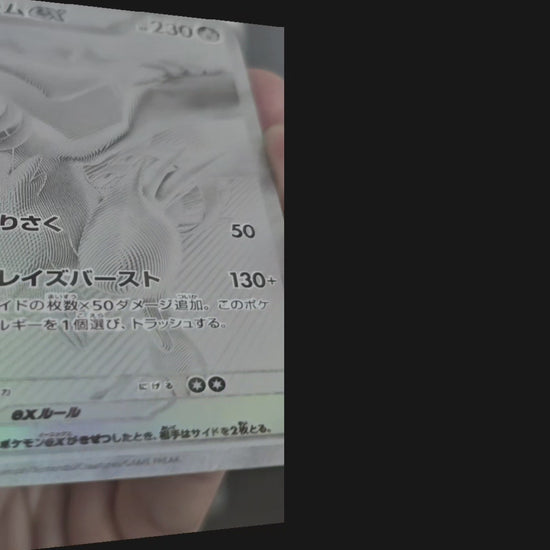 ム ex 230
りさく 50
レイズバースト 130+
イドの枚数×50ダメージ追加。このポケ
ルギーを1個選び、トラッシュする。
にげる
exルール
ポケモンexがきぜつしたとき、相手はサイドを2枚とる。